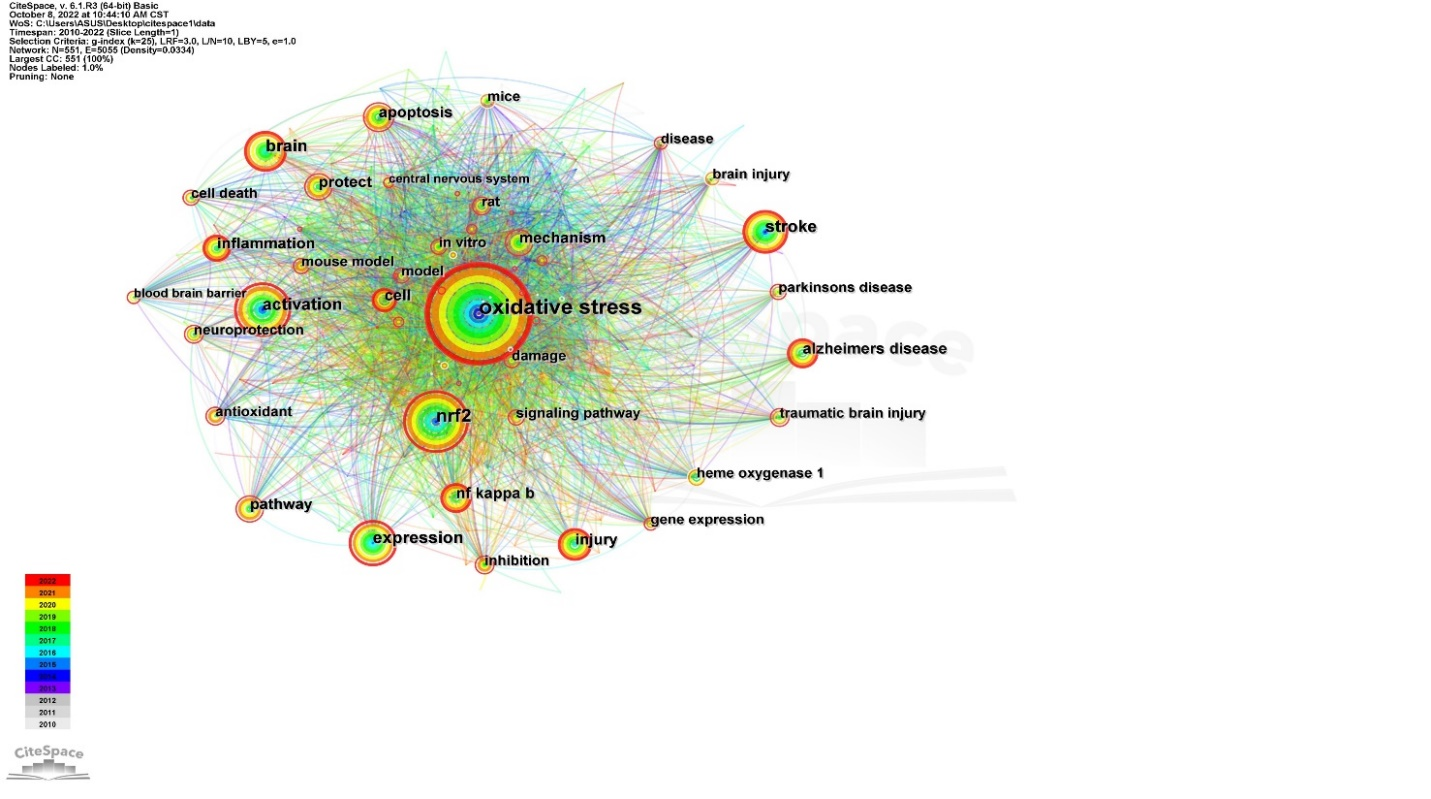 CiteSpace, v. 6.1.R3 (64-bit) Basic
October 8, 2022 at 10:44:10 AM CST
WoS: C:\Users\ASUS\Desktop\citespace1\data
Timespan: 2010-2022 (Slice Length=1)
Selection Criteria: g-index (k=25), LRF=3.0, L/N=10, LBY=5, e=1.0
Network: N=551, E=5055 (Density=0.0334)
Largest CC: 551 (100%)
Nodes Labeled: 1.0%
Pruning: None
mice
apoptosis
disease
brain
brain injury
protect
central nervous system
cell death
rat
stroke
mechanism
inflammation
in vitro
mouse model
model
parkinsons disease
blood brain barrier
cell
activation
oxidative stress
neuroprotection
alzheimers disease
damage
antioxidant
nrf2
signaling pathway
traumatic brain injury
heme oxygenase 1
nf kappa b
pathway
gene expression
expression
injury
inhibition
2022
2021
2020
2019
2018
2017
2016
2015
2014
2013
2012
2011
2010
CiteSpace